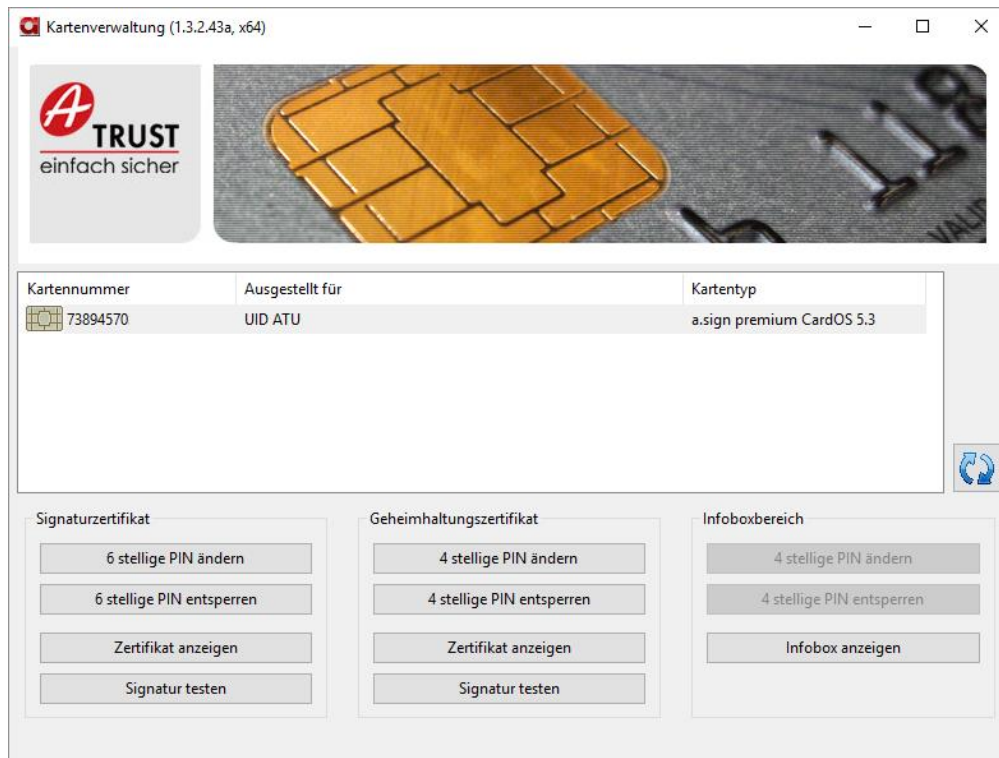 Kartenverwaltung (1.3.2.43a, x64)
A
TRUST
einfach sicher
VALID
Kartennummer Ausgestellt für Kartentyp
73894570 UID ATU a.sign premium CardOS 5.3
Signaturzertifikat Geheimhaltungszertifikat Infoboxbereich
6 stellige PIN ändern 4 stellige PIN ändern 4 stellige PIN ändern
6 stellige PIN entsperren 4 stellige PIN entsperren 4 stellige PIN entsperren
Zertifikat anzeigen Zertifikat anzeigen Infobox anzeigen
Signatur testen Signatur testen